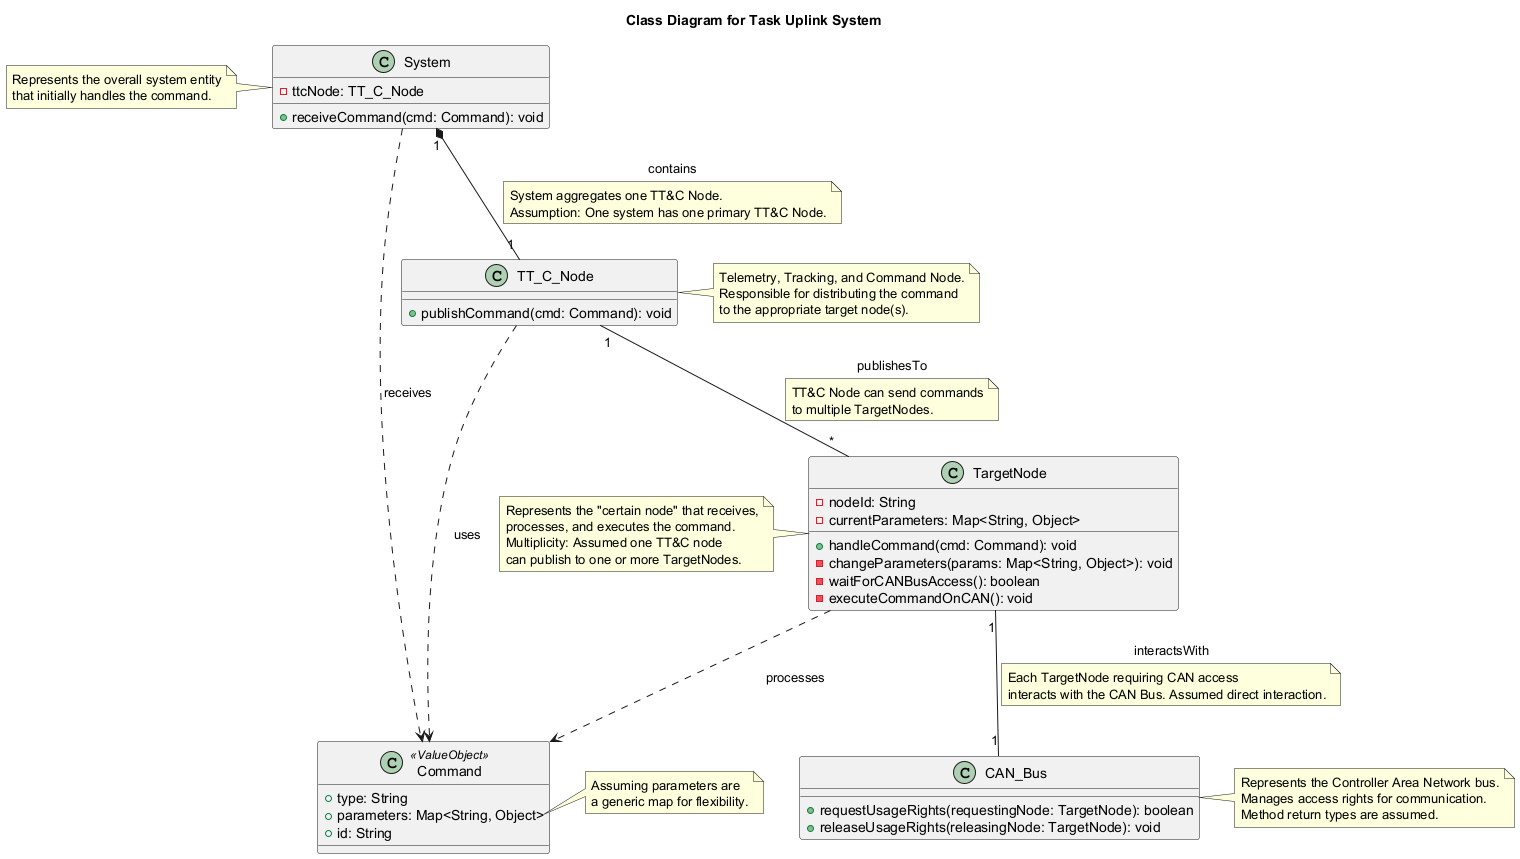 Class Diagram for Task Uplink System
Represents the overall system entity
that initially handles the command.
C System
ttcNode: TT_C_Node
receiveCommand(cmd: Command): void
1
contains
System aggregates one TT&C Node.
Assumption: One system has one primary TT&C Node.
1
C TT_C_Node
publishCommand(cmd: Command): void
Telemetry, Tracking, and Command Node.
Responsible for distributing the command
to the appropriate target node(s).
1
publishesTo
TT&C Node can send commands
to multiple TargetNodes.
receives
*
C TargetNode
nodeId: String
currentParameters: Map<String, Object>
handleCommand(cmd: Command): void
changeParameters(params: Map<String, Object>): void
waitForCANBusAccess(): boolean
executeCommandOnCAN(): void
Represents the "certain node" that receives,
processes, and executes the command.
Multiplicity: Assumed one TT&C node
can publish to one or more TargetNodes.
uses
1
interactsWith
Each TargetNode requiring CAN access
interacts with the CAN Bus. Assumed direct interaction.
processes
1
C «ValueObject»
Command
type: String
parameters: Map<String, Object>
id: String
Assuming parameters are
a generic map for flexibility.
C CAN_Bus
requestUsageRights(requestingNode: TargetNode): boolean
releaseUsageRights(releasingNode: TargetNode): void
Represents the Controller Area Network bus.
Manages access rights for communication.
Method return types are assumed.